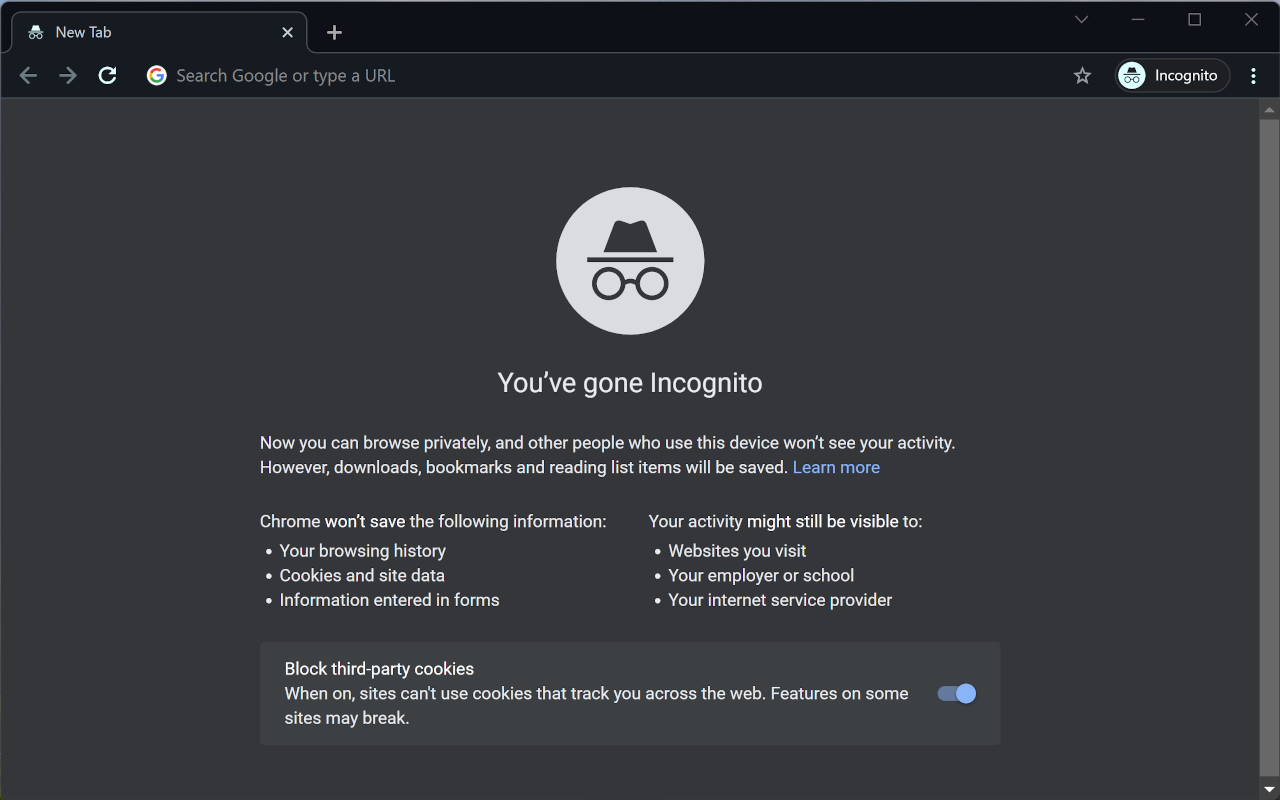 New Tab
Search Google or type a URL
Incognito
You’ve gone Incognito
Now you can browse privately, and other people who use this device won’t see your activity.
However, downloads, bookmarks and reading list items will be saved. Learn more
Chrome won’t save the following information:
• Your browsing history
• Cookies and site data
• Information entered in forms
Your activity might still be visible to:
• Websites you visit
• Your employer or school
• Your internet service provider
Block third-party cookies
When on, sites can't use cookies that track you across the web. Features on some
sites may break.